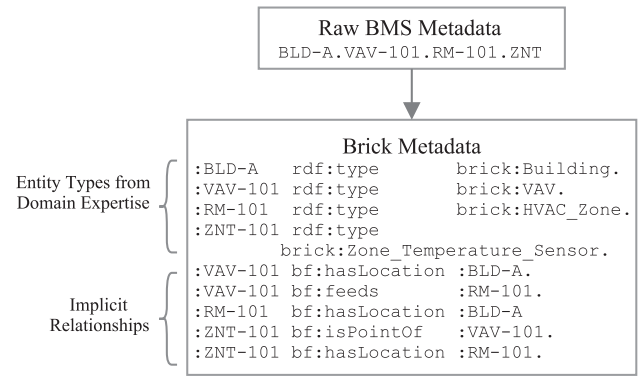 Raw BMS Metadata
BLD-A.VAV-101.RM-101.ZNT
Brick Metadata
Entity Types from
Domain Expertise
:BLD-A rdf:type brick:Building.
:VAV-101 rdf:type brick:VAV.
:RM-101 rdf:type brick:HVAC_Zone.
:ZNT-101 rdf:type
brick:Zone_Temperature_Sensor.
Implicit
Relationships
:VAV-101 bf:hasLocation :BLD-A.
:VAV-101 bf:feeds :RM-101.
:RM-101 bf:hasLocation :BLD-A
:ZNT-101 bf:isPointOf :VAV-101.
:ZNT-101 bf:hasLocation :RM-101.